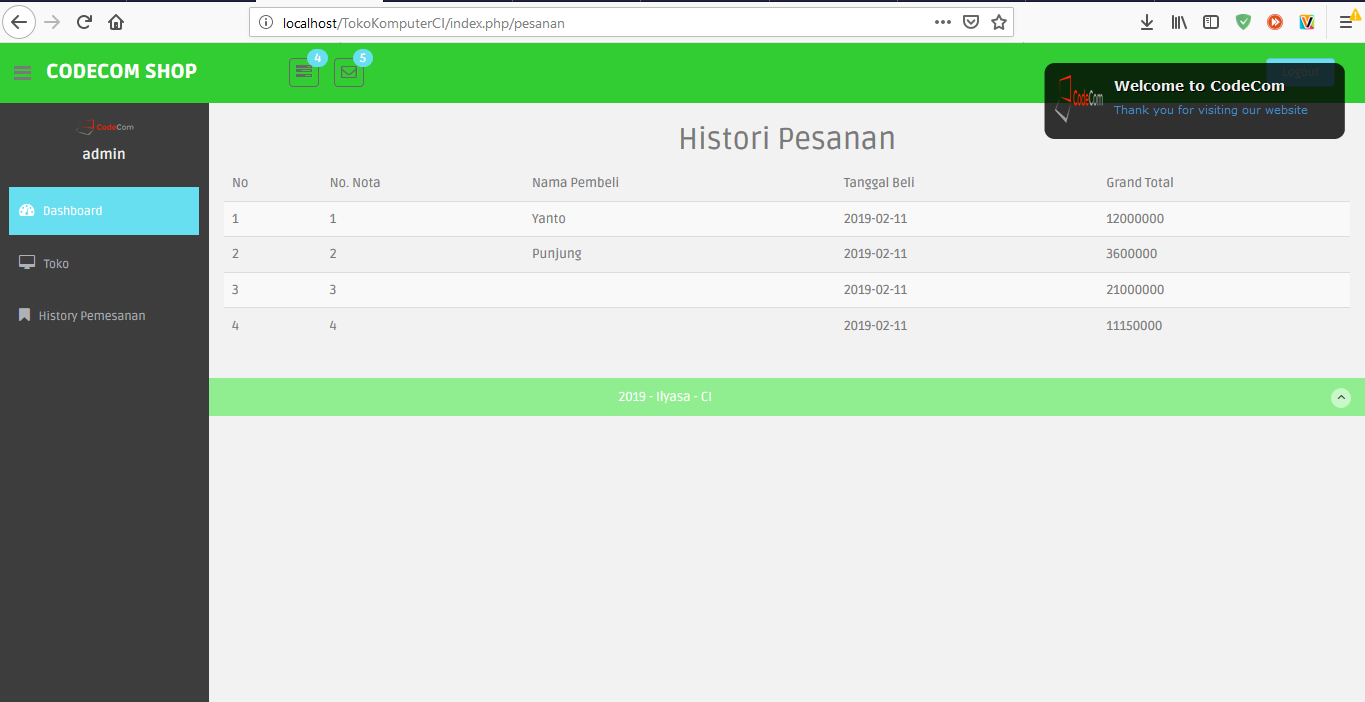 localhost/TokoKomputerCI/index.php/pesanan
CODECOM SHOP
4
5
Logout
CodeCom
Welcome to CodeCom
Thank you for visiting our website
CodeCom
admin
Dashboard
Toko
History Pemesanan
Histori Pesanan
No No. Nota Nama Pembeli Tanggal Beli Grand Total
1 1 Yanto 2019-02-11 12000000
2 2 Punjung 2019-02-11 3600000
3 3 2019-02-11 21000000
4 4 2019-02-11 11150000
2019 - Ilyasa - CI